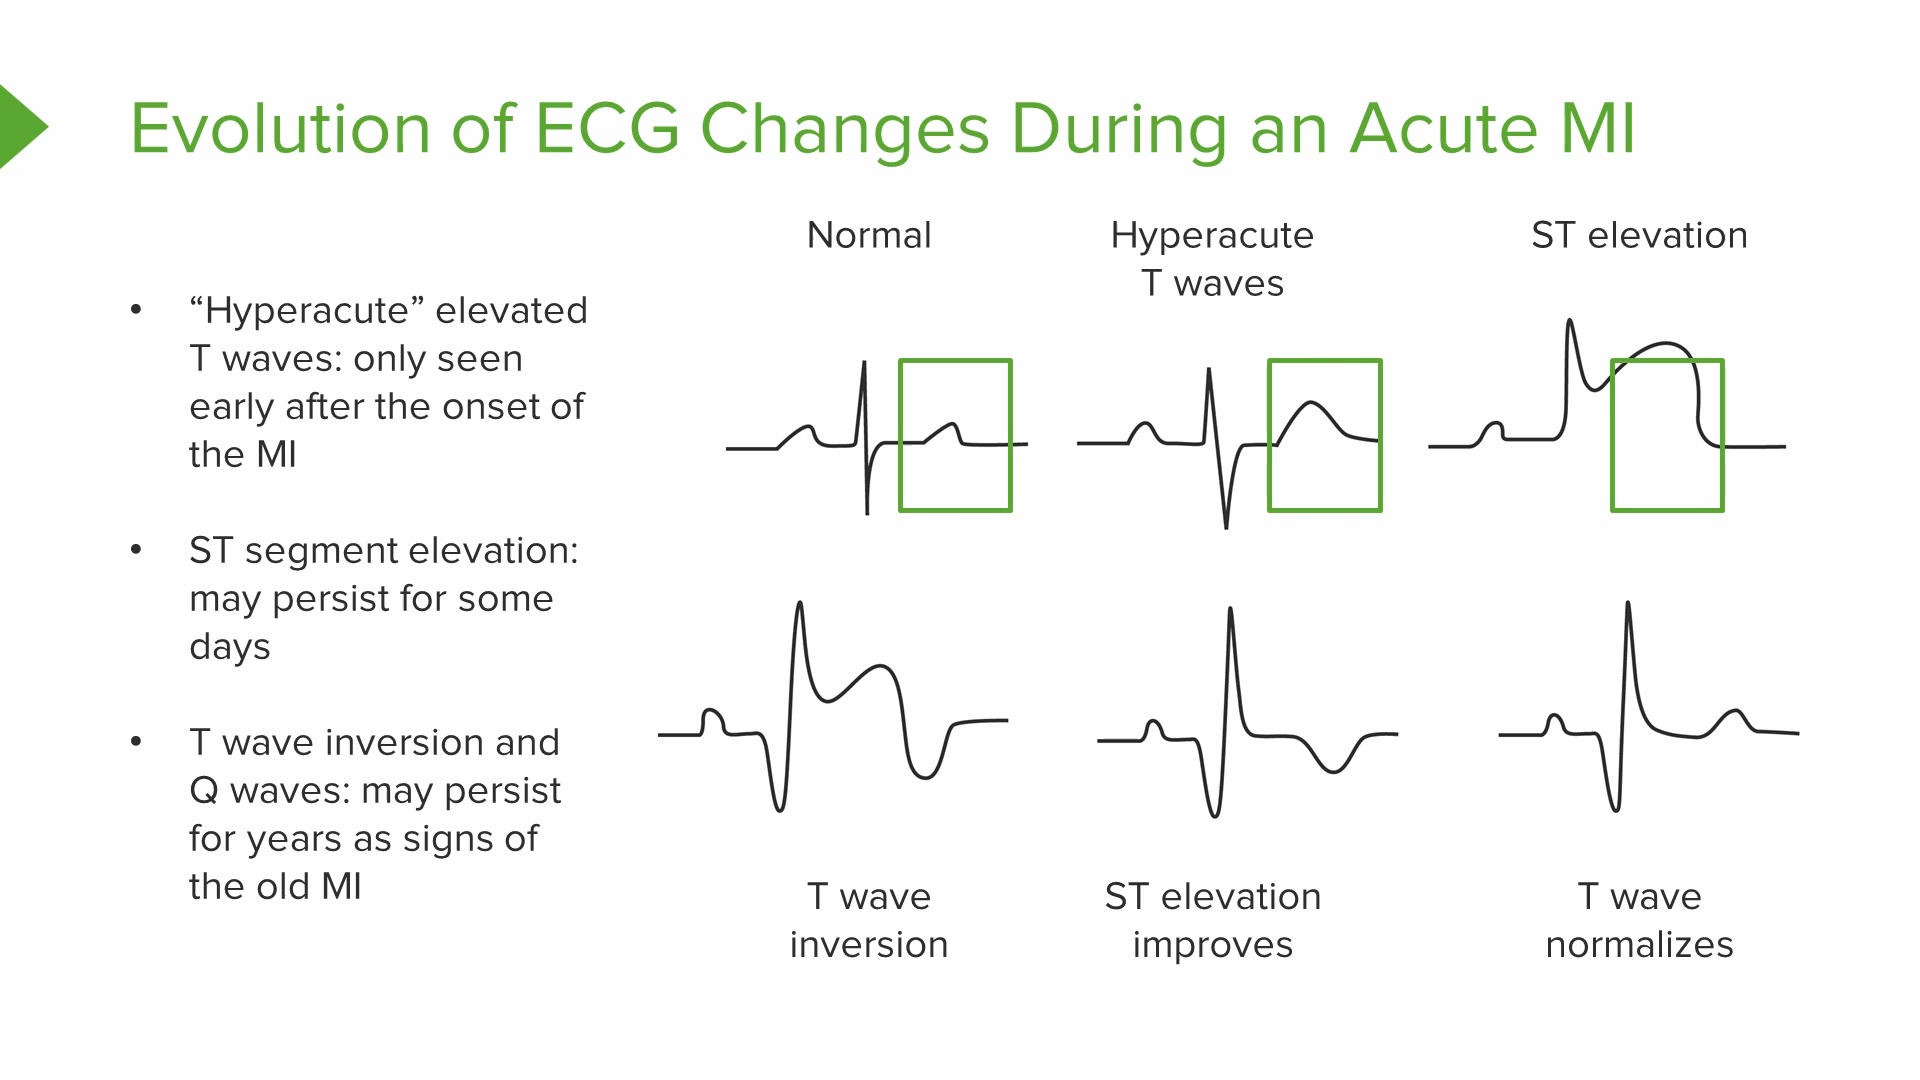 Evolution of ECG Changes During an Acute MI
• “Hyperacute” elevated
T waves: only seen
early after the onset of
the MI
• ST segment elevation:
may persist for some
days
• T wave inversion and
Q waves: may persist
for years as signs of
the old MI
Normal
Hyperacute
T waves
ST elevation
T wave
inversion
ST elevation
improves
T wave
normalizes